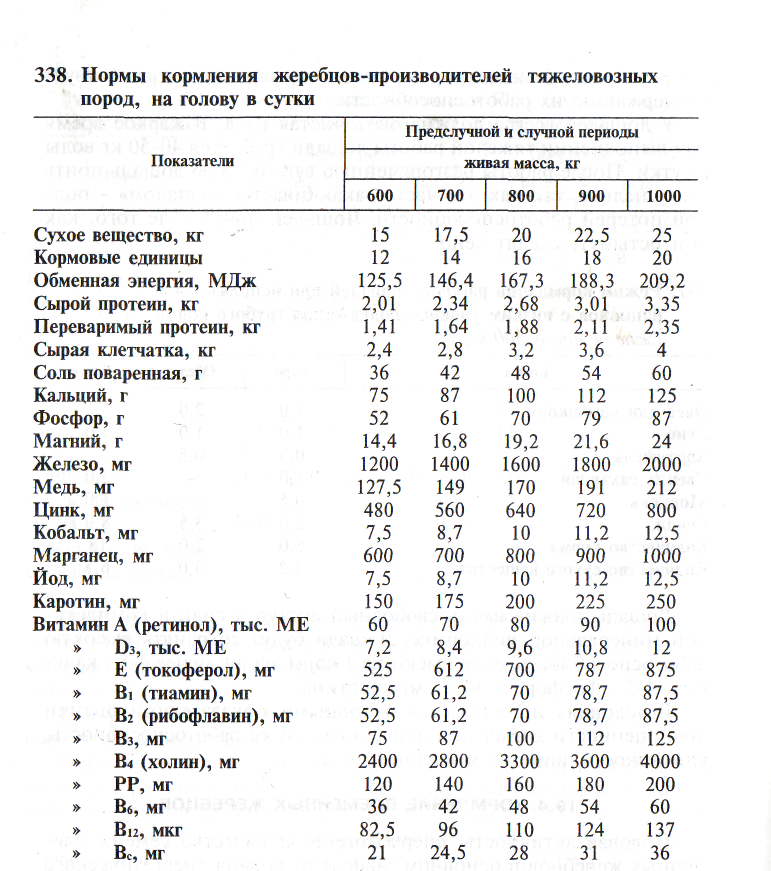 338. Нормы кормления жеребцов-производителей тяжеловозных
пород, на голову в сутки
Показатели
Предслучной и случной периоды
живая масса, кг
600 700 800 900 1000
Сухое вещество, кг 15 17,5 20 22,5 25
Кормовые единицы 12 14 16 18 20
Обменная энергия, МДж 125,5 146,4 167,3 188,3 209,2
Сырой протеин, кг 2,01 2,34 2,68 3,01 3,35
Переваримый протеин, кг 1,41 1,64 1,88 2,11 2,35
Сырая клетчатка, кг 2,4 2,8 3,2 3,6 4
Соль поваренная, г 36 42 48 54 60
Кальций, г 75 87 100 112 125
Фосфор, г 52 61 70 79 87
Магний, г 14,4 16,8 19,2 21,6 24
Железо, мг 1200 1400 1600 1800 2000
Медь, мг 127,5 149 170 191 212
Цинк, мг 480 560 640 720 800
Кобальт, мг 7,5 8,7 10 11,2 12,5
Марганец, мг 600 700 800 900 1000
Йод, мг 7,5 8,7 10 11,2 12,5
Каротин, мг 150 175 200 225 250
Витамин А (ретинол), тыс. МЕ 60 70 80 90 100
» D3, тыс. МЕ 7,2 8,4 9,6 10,8 12
» Е (токоферол), мг 525 612 700 787 875
» В1 (тиамин), мг 52,5 61,2 70 78,7 87,5
» В2 (рибофлавин), мг 52,5 61,2 70 78,7 87,5
» В3, мг 75 87 100 112 125
» В4 (холин), мг 2400 2800 3300 3600 4000
» РР, мг 120 140 160 180 200
» В6, мг 36 42 48 54 60
» В12, мкг 82,5 96 110 124 137
» Вс, мг 21 24,5 28 31 36